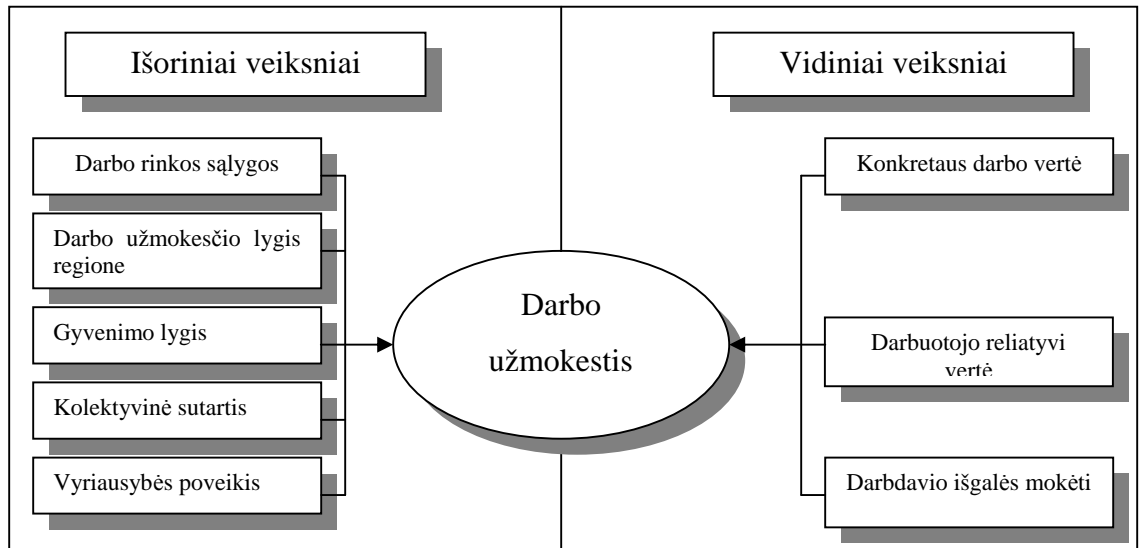 Išoriniai veiksniai
Darbo rinkos sąlygos
Darbo užmokesčio lygis
regione
Gyvenimo lygis
Kolektyvinė sutartis
Vyriausybės poveikis
Darbo
užmokestis
Vidiniai veiksniai
Konkretaus darbo vertė
Darbuotojo reliatyvi
vertė
Darbdavio išgalės mokėti